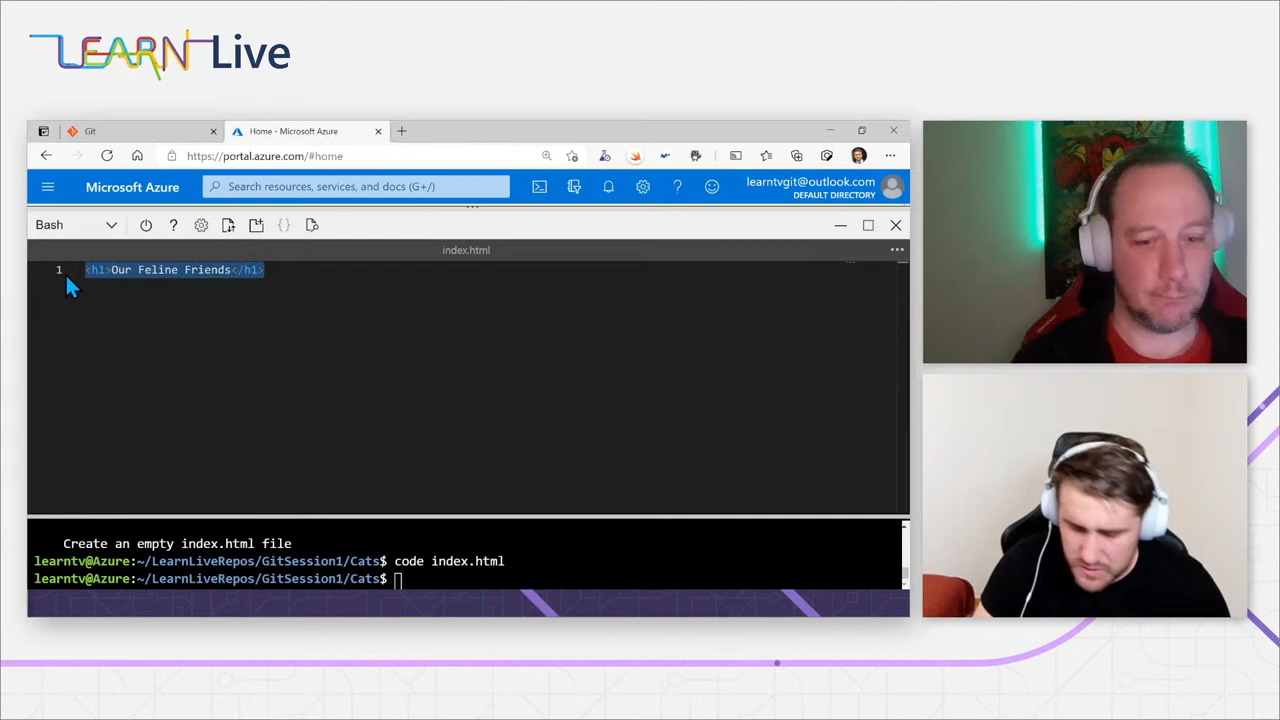 LEARN Live
Git
Home - Microsoft Azure
https://portal.azure.com/#home
Microsoft Azure
Search resources, services, and docs (G+/)
learntvgit@outlook.com
DEFAULT DIRECTORY
Bash
index.html
1 <h1>Our Feline Friends</h1>
Create an empty index.html file
learntv@Azure:~/LearnLiveRepos/GitSession1/Cats$ code index.html
learntv@Azure:~/LearnLiveRepos/GitSession1/Cats$